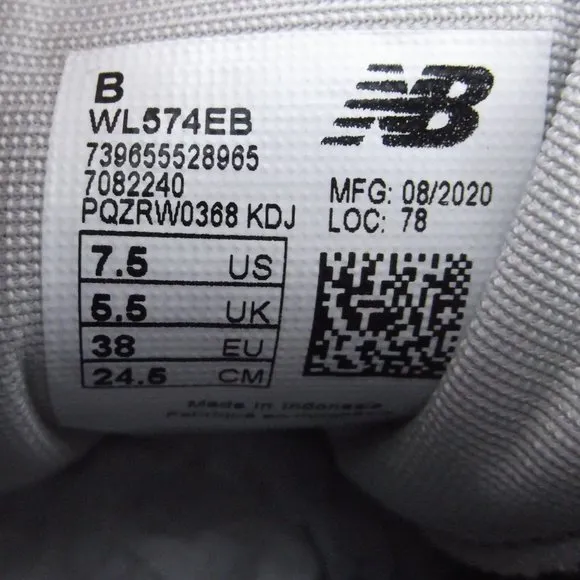 B
WL574EB
739655528965
7082240
PQZRW0368 KDJ
NB
MFG: 08/2020
LOC: 78
7.5 US
5.5 UK
38 EU
24.5 CM
Made in Indonesia